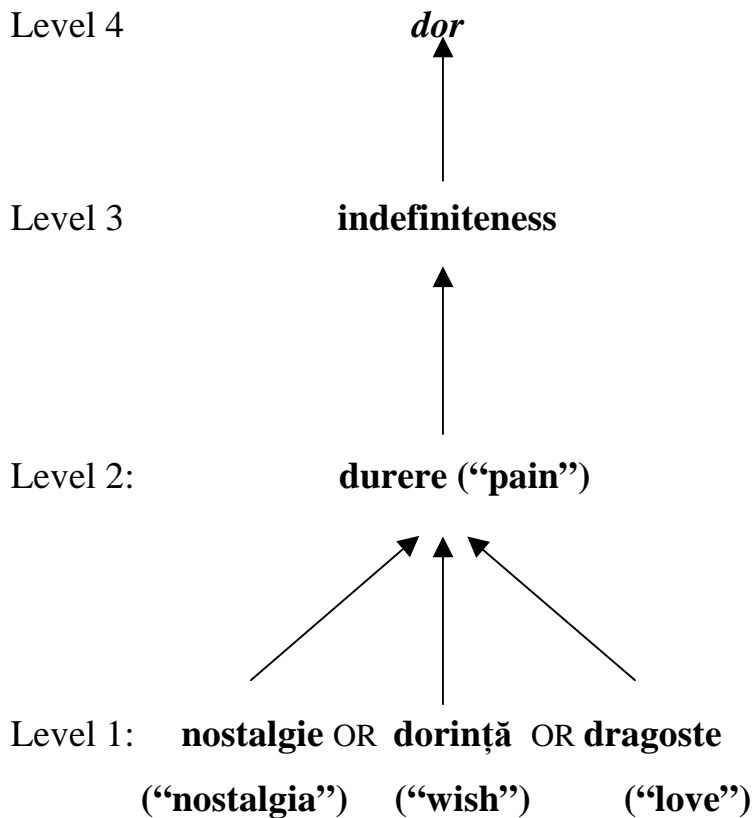 Level 4 dor
Level 3 indefiniteness
Level 2: durere (“pain”)
Level 1: nostalgie OR dorință OR dragoste
(“nostalgia”) (“wish”) (“love”)